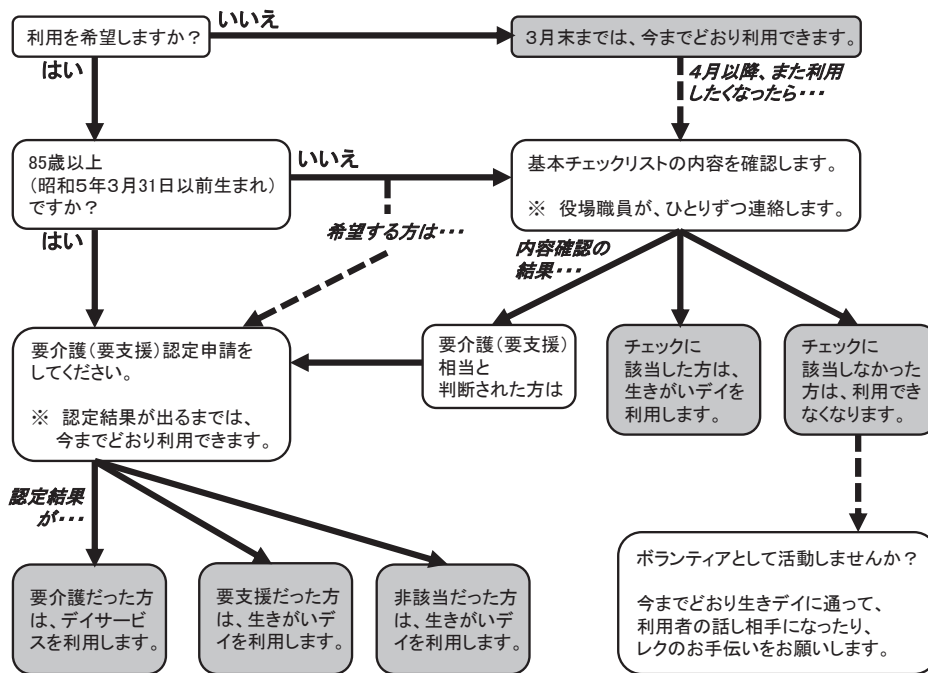 利用を希望しますか？
いいえ
３月末までは、今までどおり利用できます。
はい
４月以降、また利用
したくなったら・・・
85歳以上
（昭和５年３月31日以前生まれ）
ですか？
いいえ
基本チェックリストの内容を確認します。
※　役場職員が、ひとりずつ連絡します。
はい
希望する方は・・・
内容確認の
結果・・・
要介護（要支援）認定申請を
してください。
※　認定結果が出るまでは、
今までどおり利用できます。
要介護（要支援）
相当と
判断された方は
チェックに
該当した方は、
生きがいデイを
利用します。
チェックに
該当しなかった
方は、利用でき
なくなります。
認定結果
が・・・
要介護だった方
は、デイサービ
スを利用します。
要支援だった方
は、生きがいデ
イを利用します。
非該当だった方
は、生きがいデ
イを利用します。
ボランティアとして活動しませんか？
今までどおり生きデイに通って、
利用者の話し相手になったり、
レクのお手伝いをお願いします。